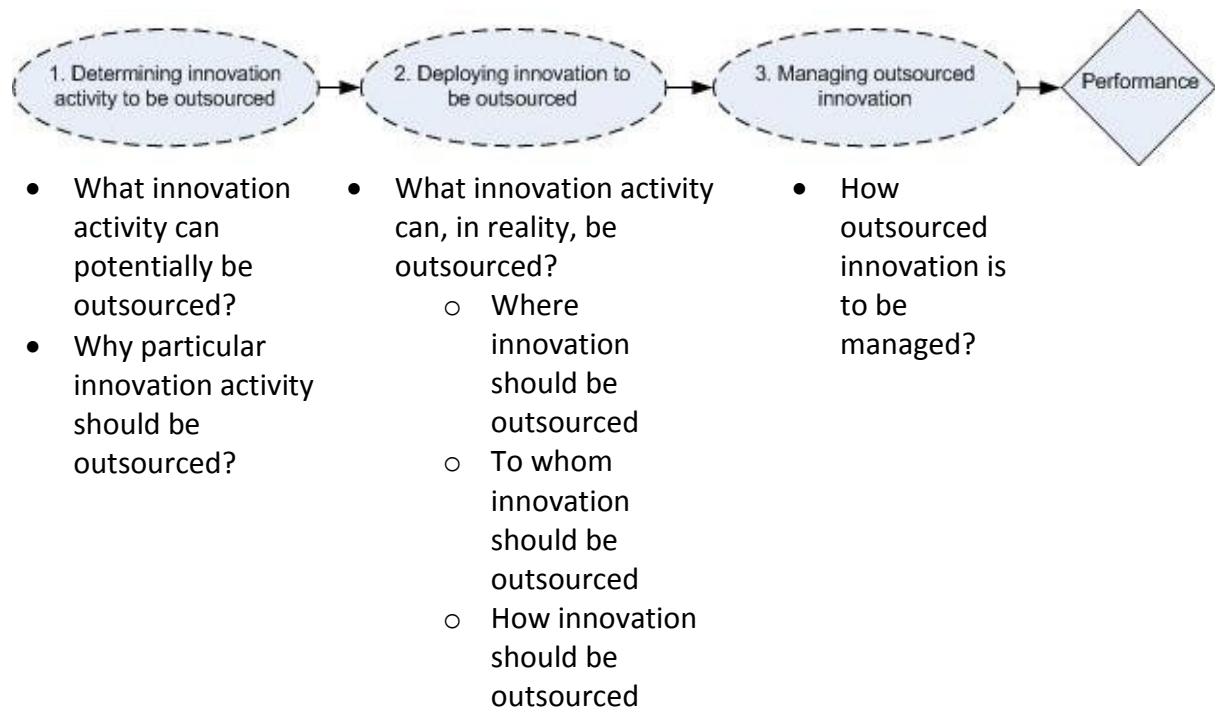 1. Determining innovation
activity to be outsourced
2. Deploying innovation to
be outsourced
3. Managing outsourced
innovation
Performance
• What innovation
activity can
potentially be
outsourced?
• Why particular
innovation activity
should be
outsourced?
• What innovation activity
can, in reality, be
outsourced?
o Where
innovation
should be
outsourced
o To whom
innovation
should be
outsourced
o How innovation
should be
outsourced
• How
outsourced
innovation is
to be
managed?